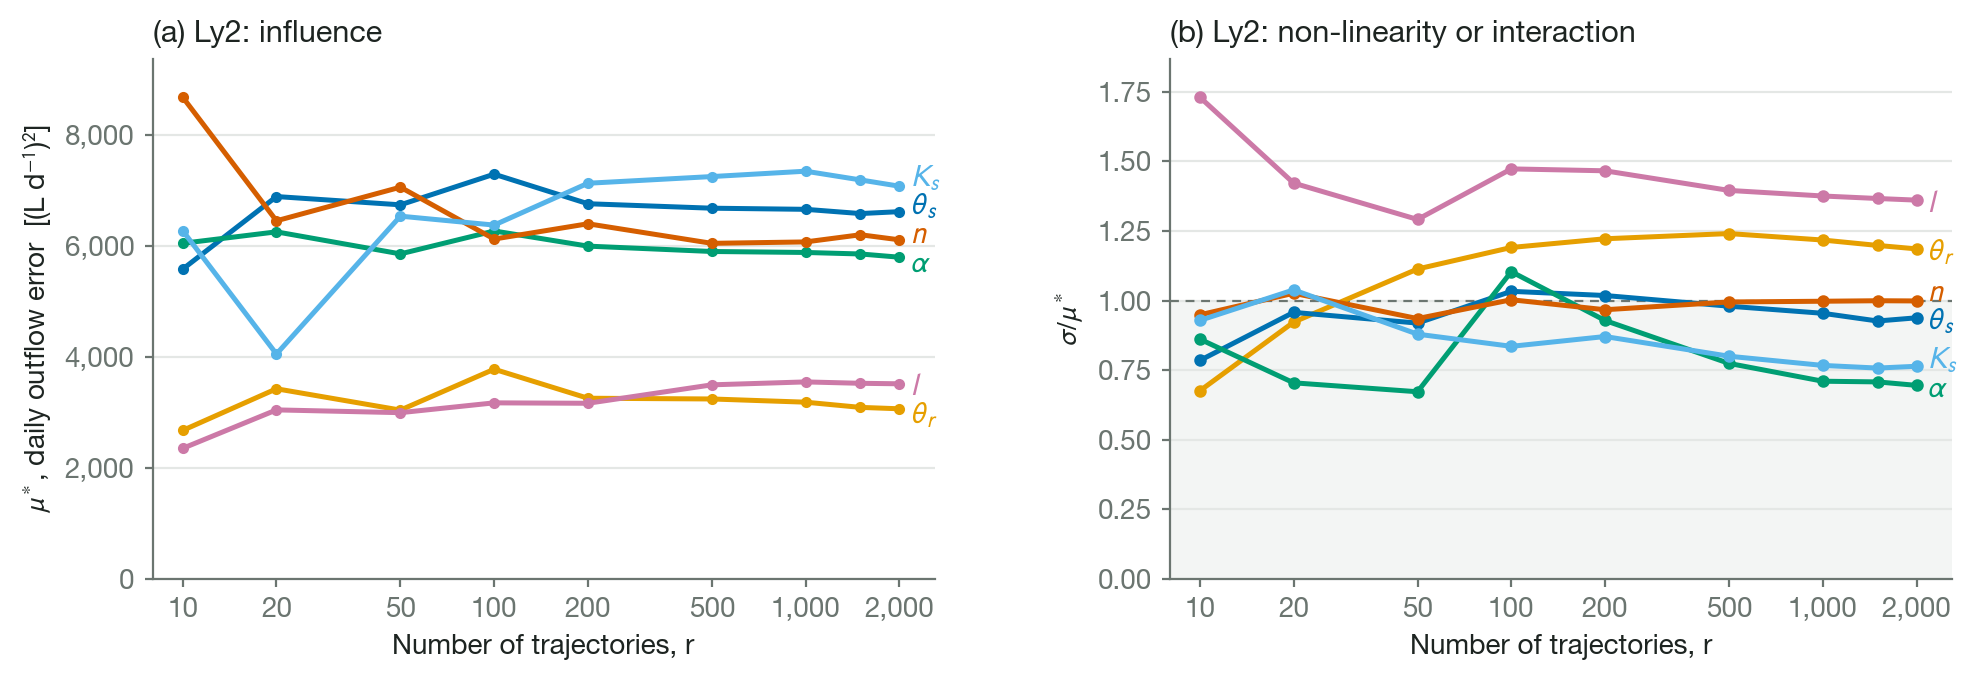 (a) Ly2: influence
μ*, daily outflow error [(L d⁻¹)²]
8,000
6,000
4,000
2,000
0
10 20 50 100 200 500 1,000 2,000
Number of trajectories, r
Kₛ
θₛ
n
α
l
θᵣ
(b) Ly2: non-linearity or interaction
σ/μ*
1.75
1.50
1.25
1.00
0.75
0.50
0.25
0.00
10 20 50 100 200 500 1,000 2,000
Number of trajectories, r
l
θᵣ
n
θₛ
Kₛ
α